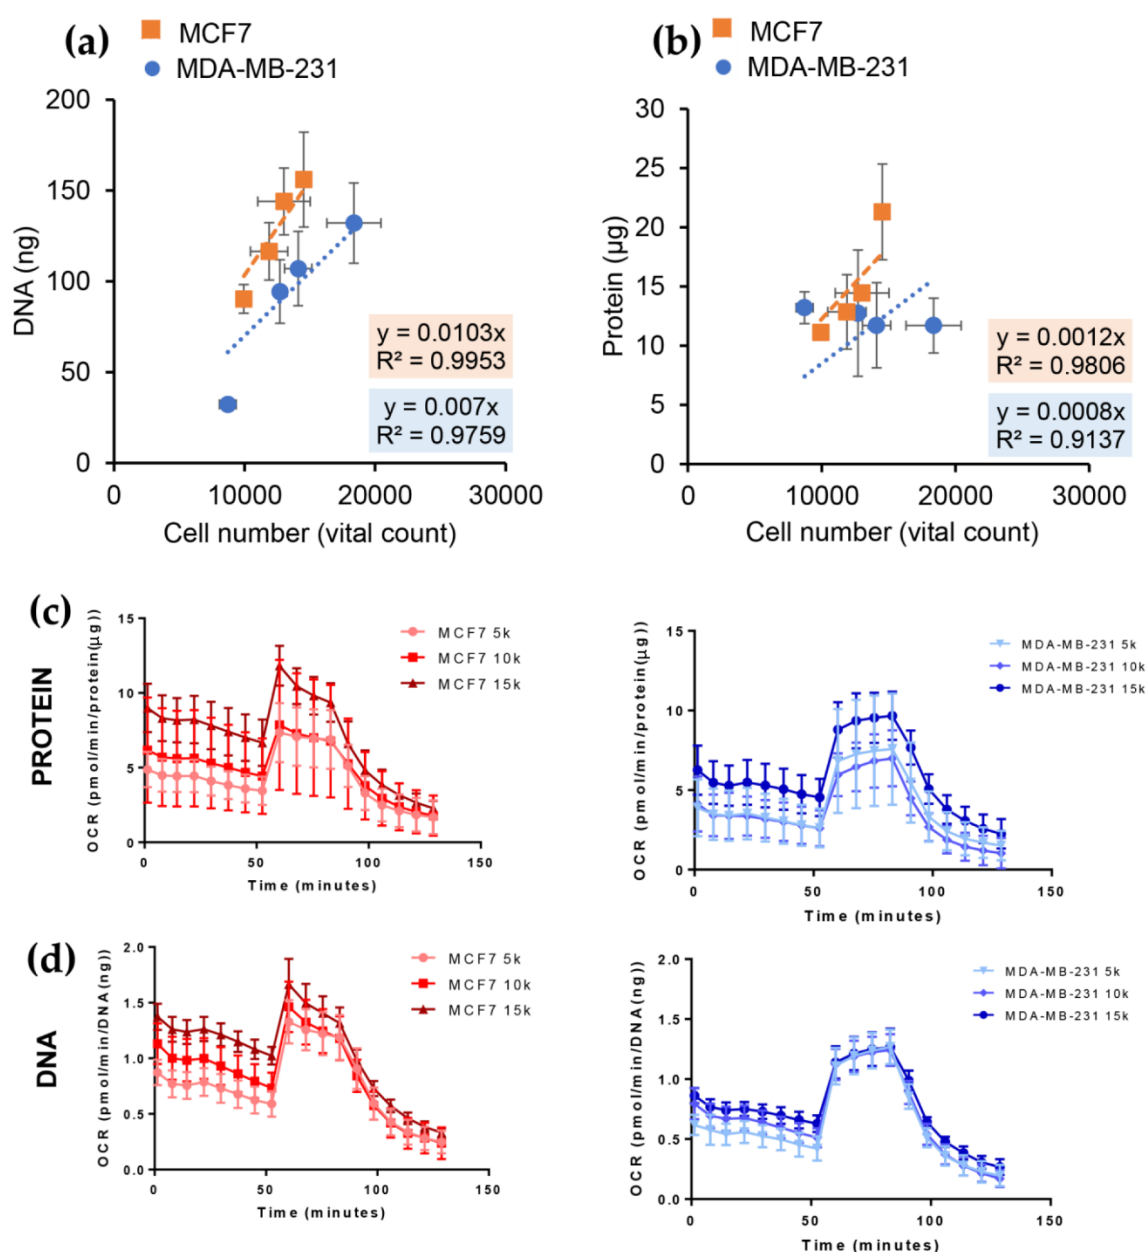 (a)
MCF7
MDA-MB-231
DNA (ng)
200
150
100
50
0
y = 0.0103x
R² = 0.9953
y = 0.007x
R² = 0.9759
0 10000 20000 30000
Cell number (vital count)
(b)
MCF7
MDA-MB-231
Protein (µg)
30
25
20
15
10
5
0
y = 0.0012x
R² = 0.9806
y = 0.0008x
R² = 0.9137
0 10000 20000 30000
Cell number (vital count)
(c)
PROTEIN
OCR (pmol/min/protein(µg))
15
10
5
0
MCF7 5k
MCF7 10k
MCF7 15k
0 50 100 150
Time (minutes)
OCR (pmol/min/protein(µg))
15
10
5
0
MDA-MB-231 5k
MDA-MB-231 10k
MDA-MB-231 15k
0 50 100 150
Time (minutes)
(d)
DNA
OCR (pmol/min/DNA(ng))
2.0
1.5
1.0
0.5
0.0
MCF7 5k
MCF7 10k
MCF7 15k
0 50 100 150
Time (minutes)
OCR (pmol/min/DNA(ng))
2.0
1.5
1.0
0.5
0.0
MDA-MB-231 5k
MDA-MB-231 10k
MDA-MB-231 15k
0 50 100 150
Time (minutes)